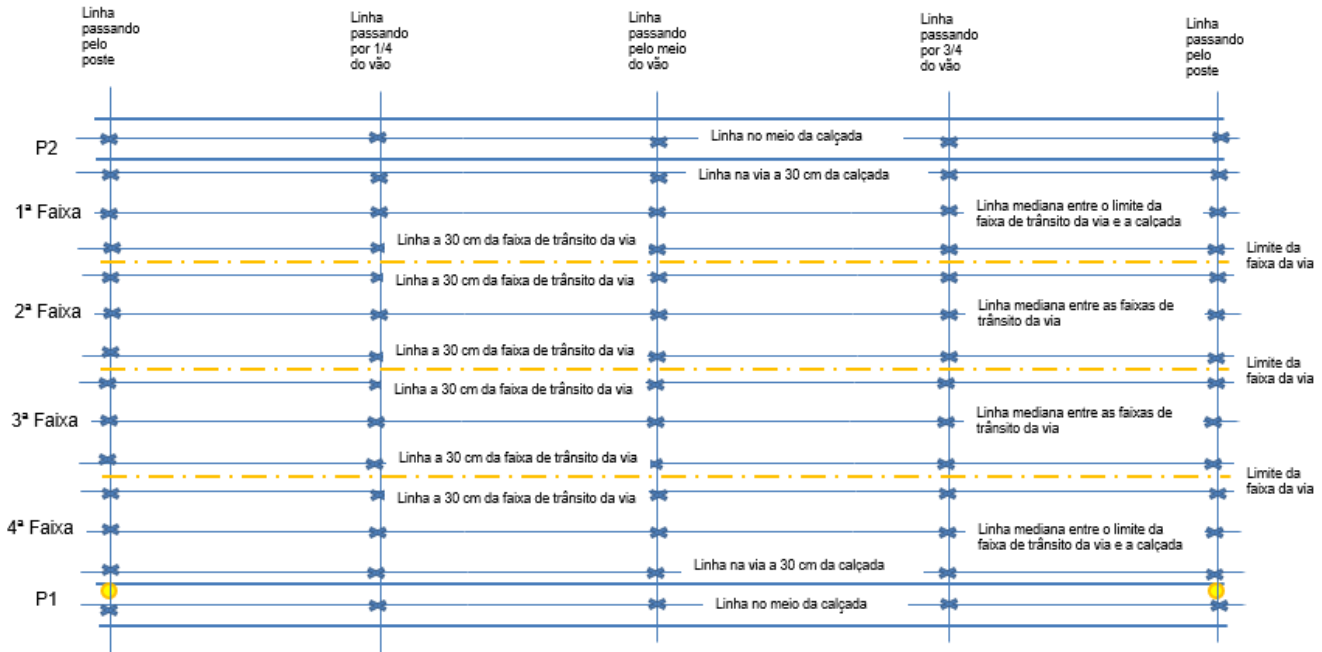 Linha
passando
pelo
poste
Linha
passando
por 1/4
do vão
Linha
passando
pelo meio
do vão
Linha
passando
por 3/4
do vão
Linha
passando
pelo
poste
P2
Linha no meio da calçada
Linha na via a 30 cm da calçada
1ª Faixa
Linha mediana entre o limite da
faixa de trânsito da via e a calçada
Linha a 30 cm da faixa de trânsito da via
Limite da
faixa da via
Linha a 30 cm da faixa de trânsito da via
2ª Faixa
Linha mediana entre as faixas de
trânsito da via
Linha a 30 cm da faixa de trânsito da via
Limite da
faixa da via
Linha a 30 cm da faixa de trânsito da via
3ª Faixa
Linha mediana entre as faixas de
trânsito da via
Linha a 30 cm da faixa de trânsito da via
Limite da
faixa da via
Linha a 30 cm da faixa de trânsito da via
4ª Faixa
Linha mediana entre o limite da
faixa de trânsito da via e a calçada
Linha na via a 30 cm da calçada
P1
Linha no meio da calçada